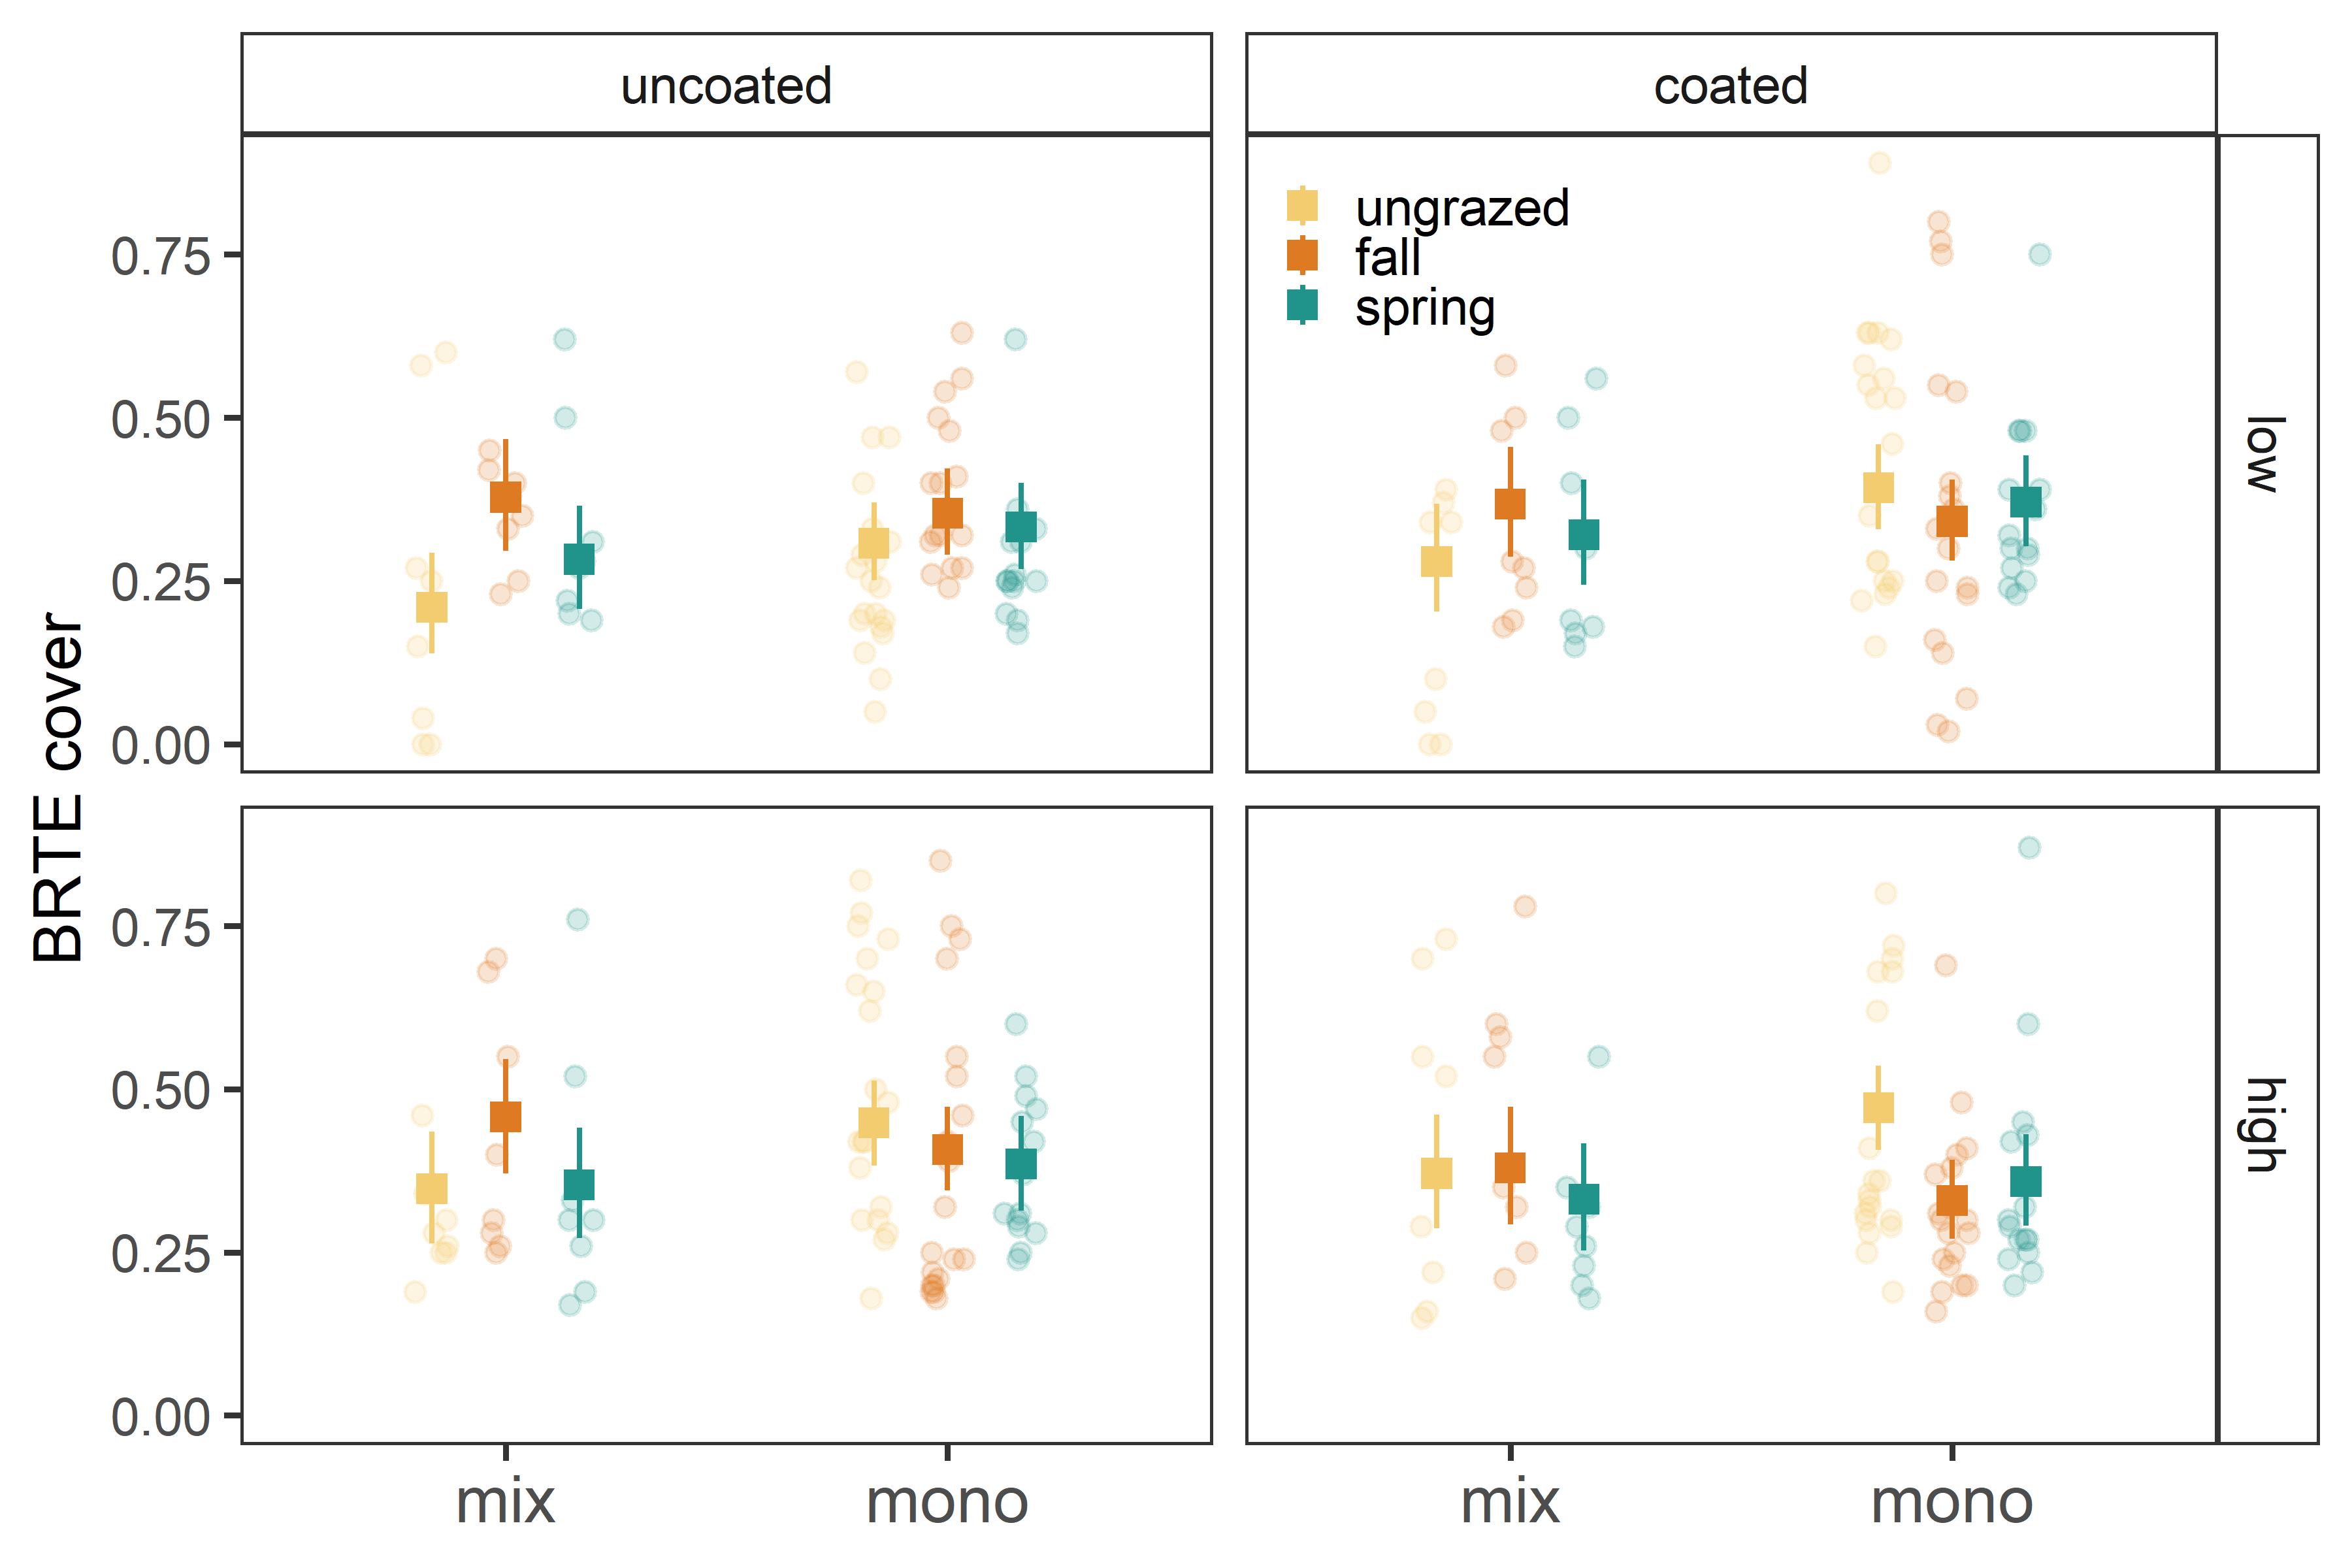 uncoated
coated
ungrazed
fall
spring
low
high
BRTE cover
0.75
0.50
0.25
0.00
0.75
0.50
0.25
0.00
mix
mono
mix
mono